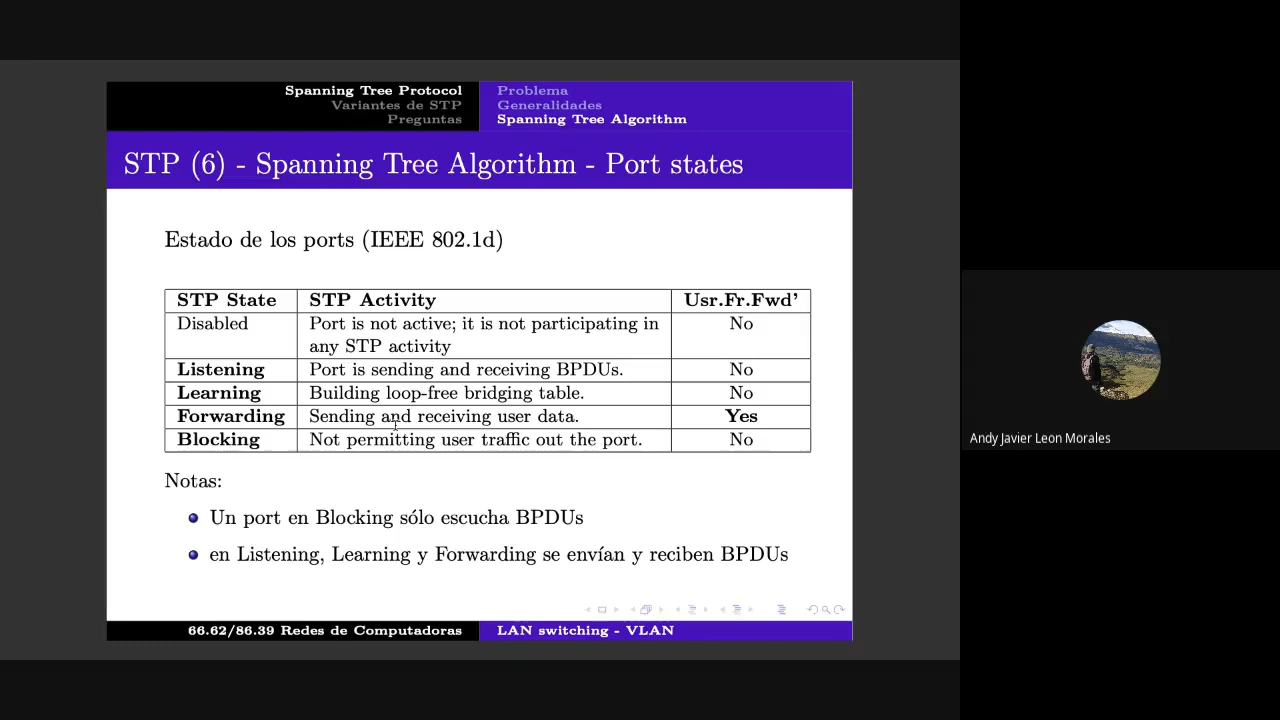 Spanning Tree Protocol
Variantes de STP
Preguntas
Problema
Generalidades
Spanning Tree Algorithm
STP (6) - Spanning Tree Algorithm - Port states
Estado de los ports (IEEE 802.1d)
STP State STP Activity Usr.Fr.Fwd'
Disabled Port is not active; it is not participating in No
any STP activity
Listening Port is sending and receiving BPDUs. No
Learning Building loop-free bridging table. No
Forwarding Sending and receiving user data. Yes
Blocking Not permitting user traffic out the port. No
Notas:
Un port en Blocking sólo escucha BPDUs
en Listening, Learning y Forwarding se envían y reciben BPDUs
66.62/86.39 Redes de Computadoras
LAN switching - VLAN
Andy Javier Leon Morales